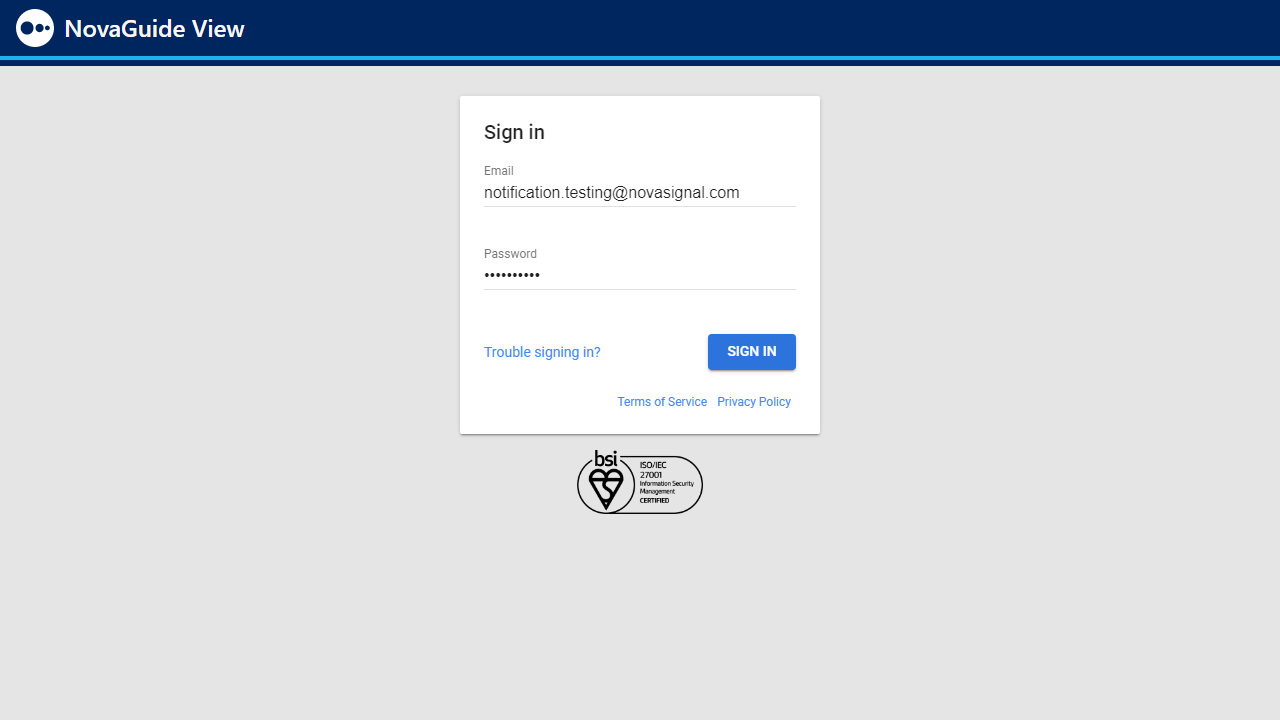 NovaGuide View
Sign in
Email
notification.testing@novasignal.com
Password
••••••••••
Trouble signing in?
SIGN IN
Terms of Service Privacy Policy
bsi
ISO/IEC
27001
Information Security
Management
CERTIFIED